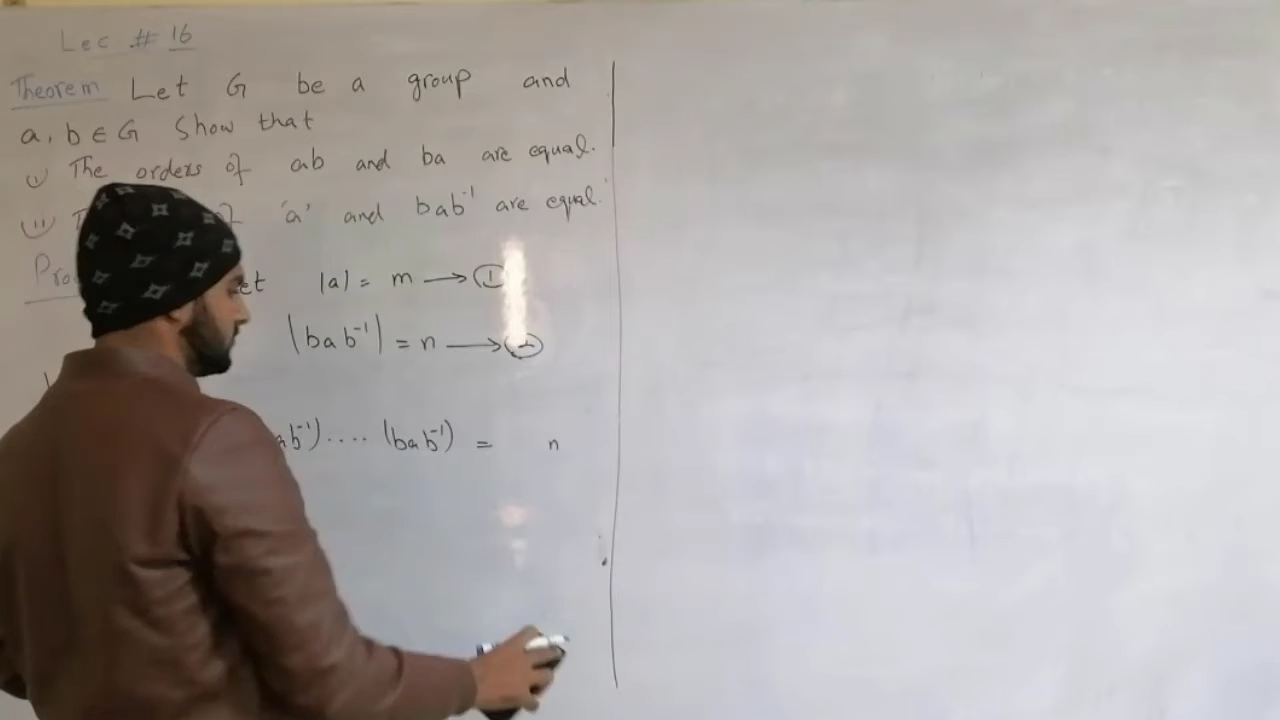 Lec # 16
Theorem Let G be a group and
a, b ∈ G Show that
(i) The orders of ab and ba are equal.
(ii) of 'a' and bab⁻¹ are equal.
|a| = m → (1)
|bab⁻¹| = n → (2)
ab⁻¹) .... (bab⁻¹) = n